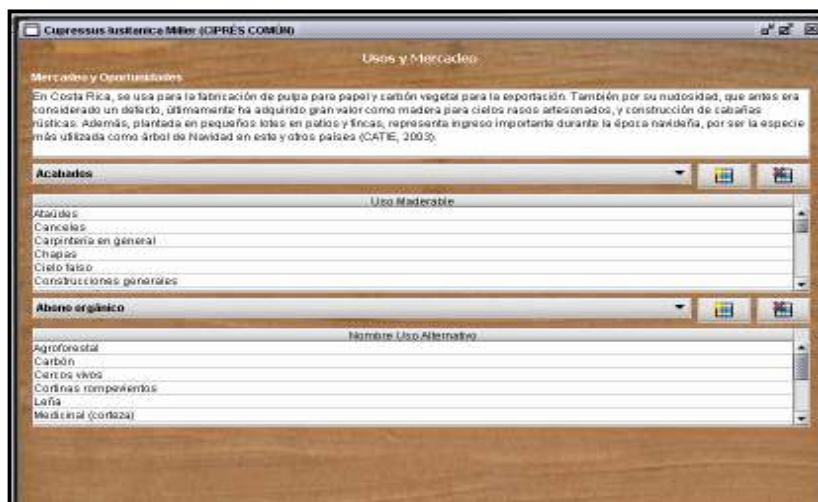 Cupressus lusitanica Miller (CIPRÉS COMÚN)
Usos y Mercadeo
Mercadeo y Oportunidades
En Costa Rica, se usa para la fabricación de pulpa para papel y carbón vegetal para la exportación. También por su nudosidad, que antes era
considerado un defecto, últimamente ha adquirido gran valor como madera para cielos rasos artesonados, y construcción de cabañas
rústicas. Además, plantada en pequeños lotes en patios y fincas, representa ingreso importante durante la época navideña, por ser la especie
más utilizada como árbol de Navidad en este y otros países (CATIE, 2003).
Acabados
Uso Maderable
Ataúdes
Canceles
Carpintería en general
Chapas
Cielo falso
Construcciones generales
Abono orgánico
Nombre Uso Alternativo
Agroforestal
Carbón
Cercos vivos
Cortinas rompevientos
Leña
Medicinal (corteza)